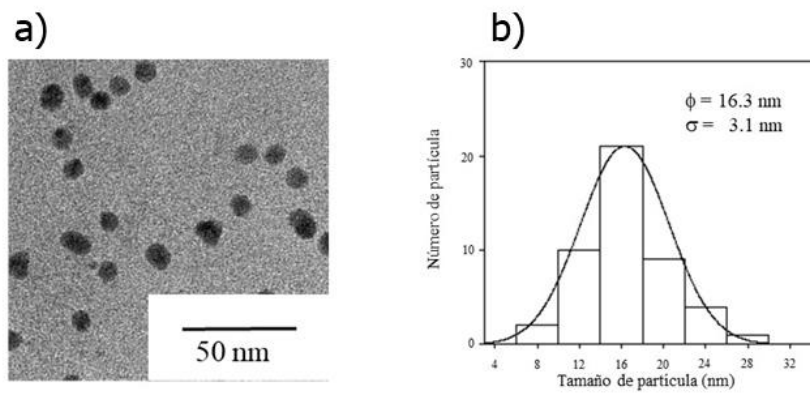 a)
50 nm
b)
30
20
10
0
Número de partícula
ϕ = 16.3 nm
σ = 3.1 nm
4 8 12 16 20 24 28 32
Tamaño de particula (nm)